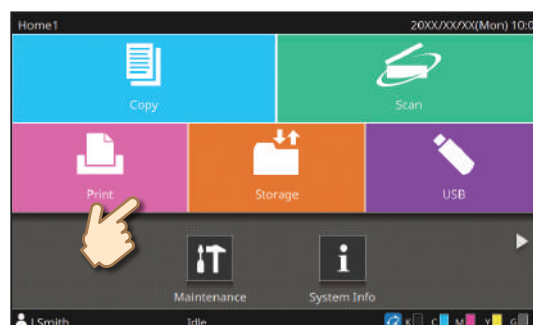 Home1 20XX/XX/XX(Mon) 10:0
Copy Scan
Print Storage USB
Maintenance System Info
J.Smith Idle K C M Y G